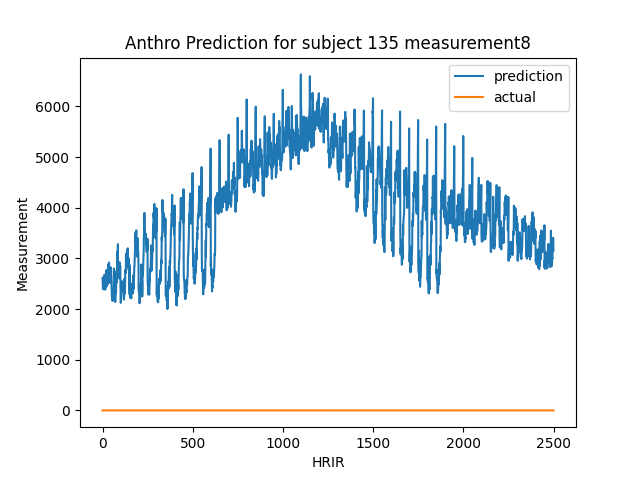 Anthro Prediction for subject 135 measurement8
prediction
actual
6000
5000
4000
3000
2000
1000
0
Measurement
0 500 1000 1500 2000 2500
HRIR